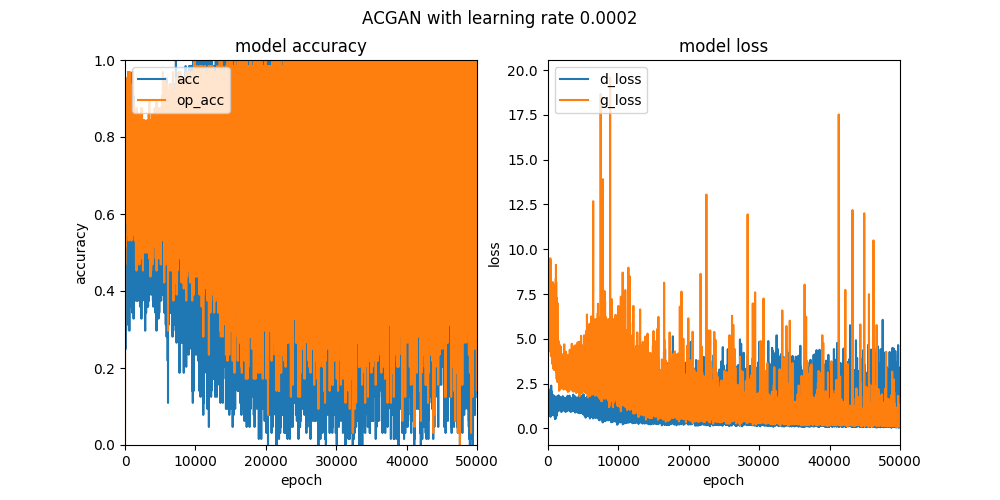 ACGAN with learning rate 0.0002
model accuracy
acc
op_acc
accuracy
1.0
0.8
0.6
0.4
0.2
0.0
0 10000 20000 30000 40000 50000
epoch
model loss
d_loss
g_loss
loss
20.0
17.5
15.0
12.5
10.0
7.5
5.0
2.5
0.0
0 10000 20000 30000 40000 50000
epoch